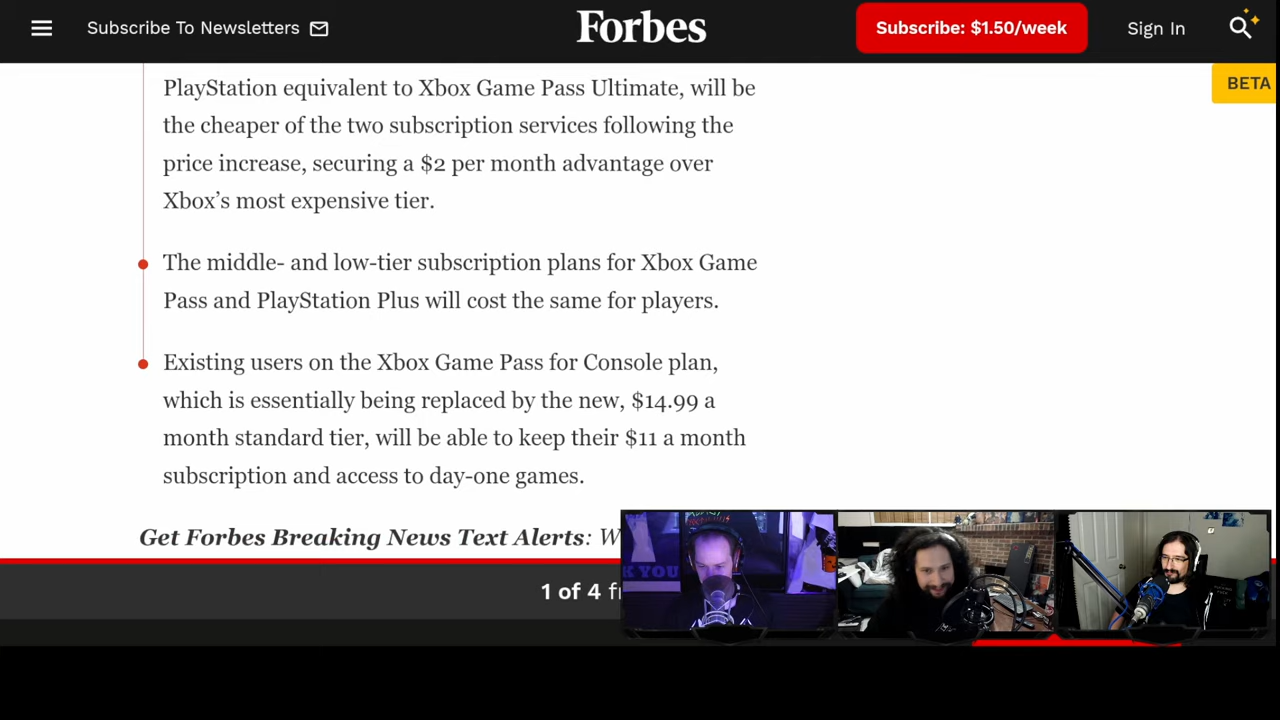 Subscribe To Newsletters
Forbes
Subscribe: $1.50/week
Sign In
BETA
PlayStation equivalent to Xbox Game Pass Ultimate, will be
the cheaper of the two subscription services following the
price increase, securing a $2 per month advantage over
Xbox’s most expensive tier.
The middle- and low-tier subscription plans for Xbox Game
Pass and PlayStation Plus will cost the same for players.
Existing users on the Xbox Game Pass for Console plan,
which is essentially being replaced by the new, $14.99 a
month standard tier, will be able to keep their $11 a month
subscription and access to day-one games.
Get Forbes Breaking News Text Alerts: W
1 of 4 fr
K YOU